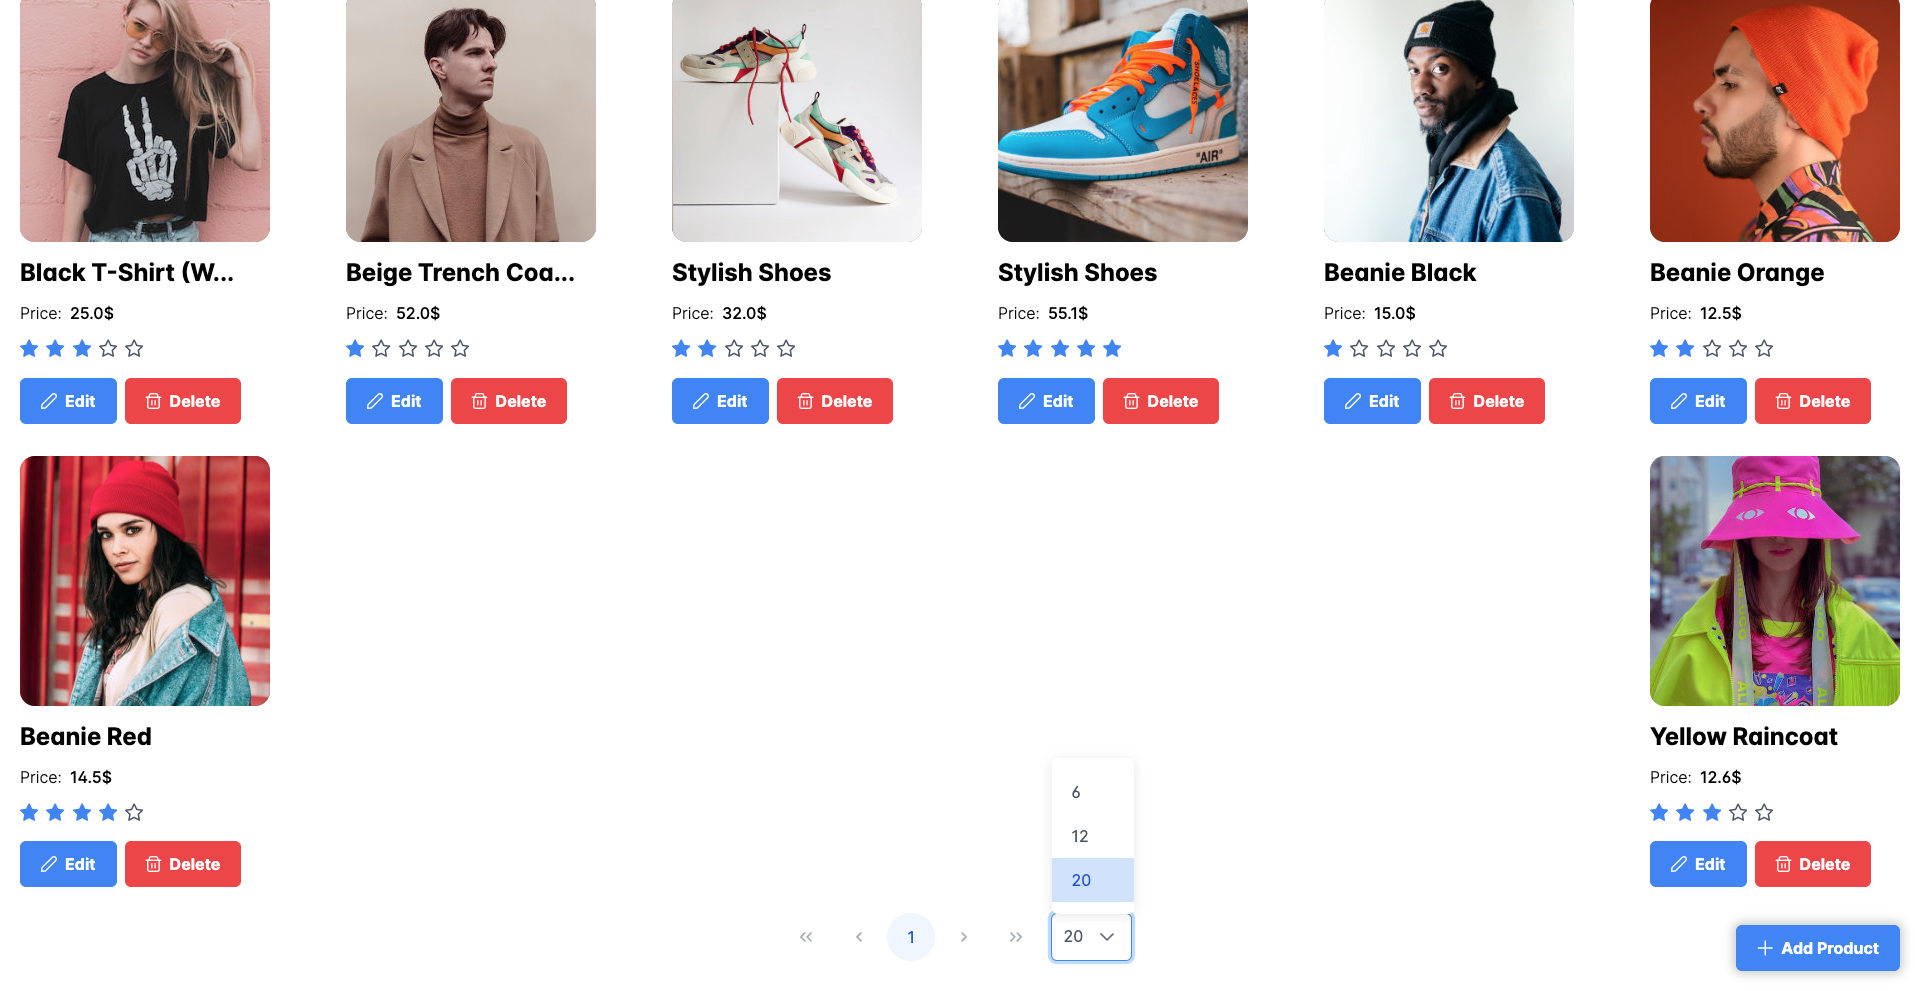 "SHOELACES"
"AIR"
Black T-Shirt (W...
Price: 25.0$
Edit
Delete
Beige Trench Coa...
Price: 52.0$
Edit
Delete
Stylish Shoes
Price: 32.0$
Edit
Delete
Stylish Shoes
Price: 55.1$
Edit
Delete
Beanie Black
Price: 15.0$
Edit
Delete
Beanie Orange
Price: 12.5$
Edit
Delete
Beanie Red
Price: 14.5$
Edit
Delete
Yellow Raincoat
Price: 12.6$
Edit
Delete
6
12
20
1
20
Add Product